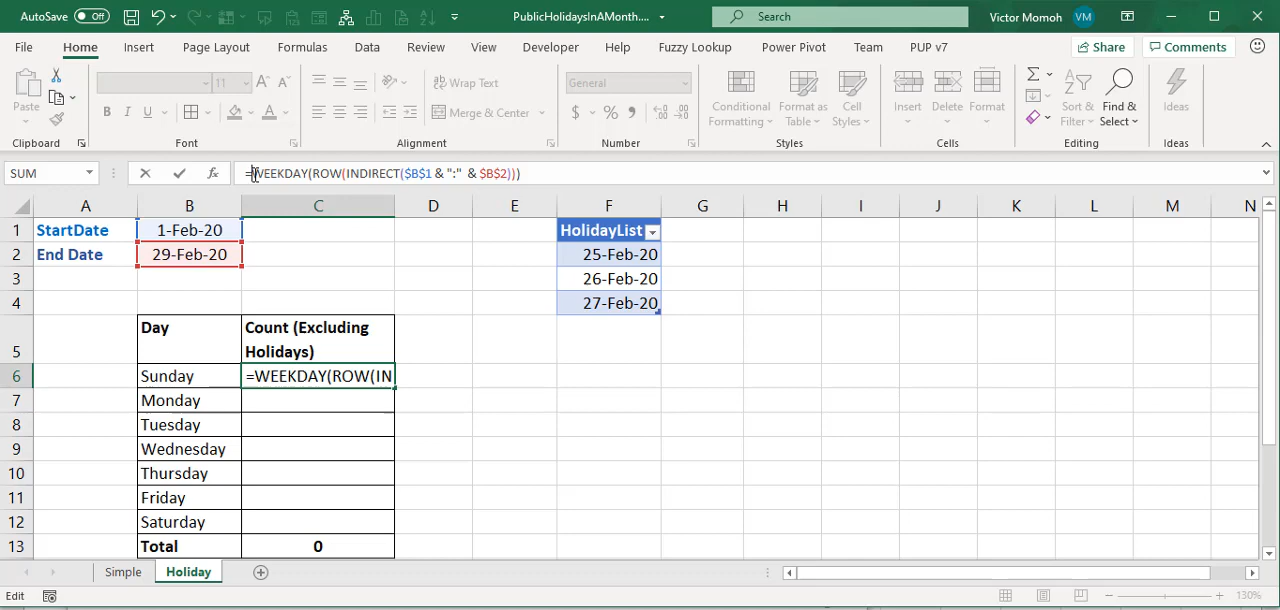 AutoSave Off PublicHolidaysInAMonth.... Search Victor Momoh VM
File Home Insert Page Layout Formulas Data Review View Developer Help Fuzzy Lookup Power Pivot Team PUP v7 Share Comments
Paste 11 A A Wrap Text General Conditional Formatting Format as Table Cell Styles Insert Delete Format Sort & Filter Find & Select Ideas
B I U A Merge & Center $ % ,
Clipboard Font Alignment Number Styles Cells Editing Ideas
SUM fx =WEEKDAY(ROW(INDIRECT($B$1 & ":" & $B$2)))
A B C D E F G H I J K L M N
1 StartDate 1-Feb-20 HolidayList
2 End Date 29-Feb-20 25-Feb-20
3 26-Feb-20
4 27-Feb-20
5 Day Count (Excluding Holidays)
6 Sunday =WEEKDAY(ROW(IN
7 Monday
8 Tuesday
9 Wednesday
10 Thursday
11 Friday
12 Saturday
13 Total 0
Simple Holiday
Edit 130%